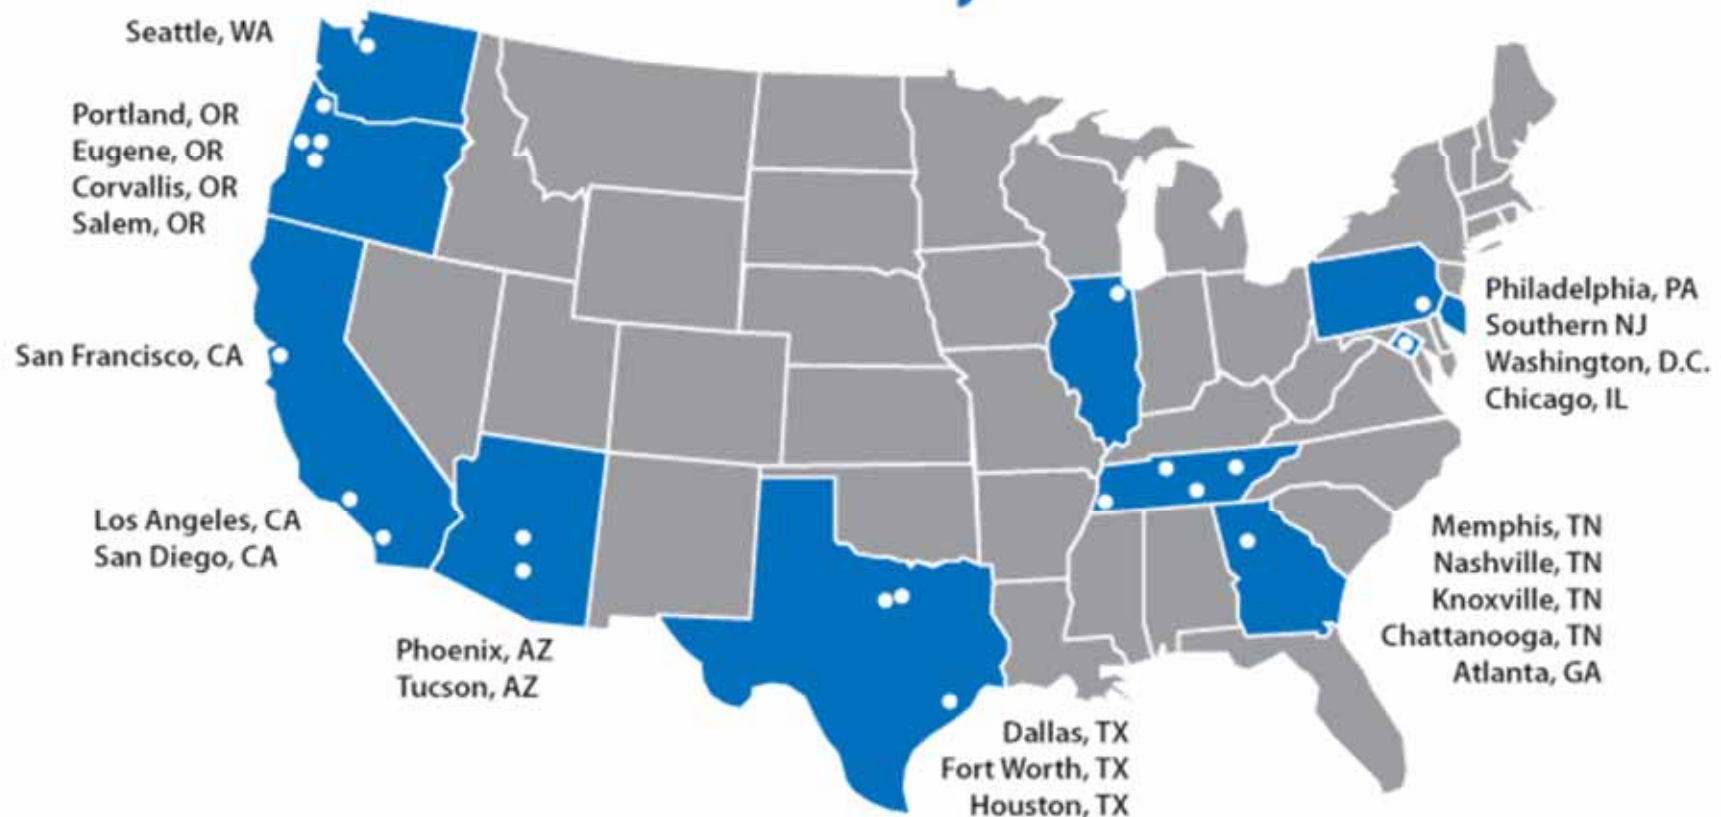 Seattle, WA
Portland, OR
Eugene, OR
Corvallis, OR
Salem, OR
San Francisco, CA
Los Angeles, CA
San Diego, CA
Phoenix, AZ
Tucson, AZ
Dallas, TX
Fort Worth, TX
Houston, TX
Philadelphia, PA
Southern NJ
Washington, D.C.
Chicago, IL
Memphis, TN
Nashville, TN
Knoxville, TN
Chattanooga, TN
Atlanta, GA